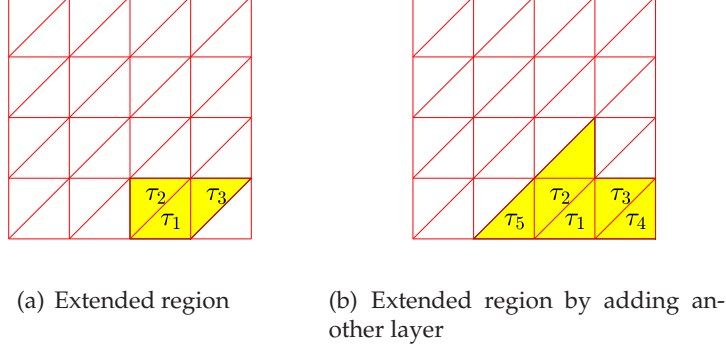 τ2 τ3
τ1
τ2 τ3
τ5 τ1 τ4
(a) Extended region
(b) Extended region by adding an-
other layer